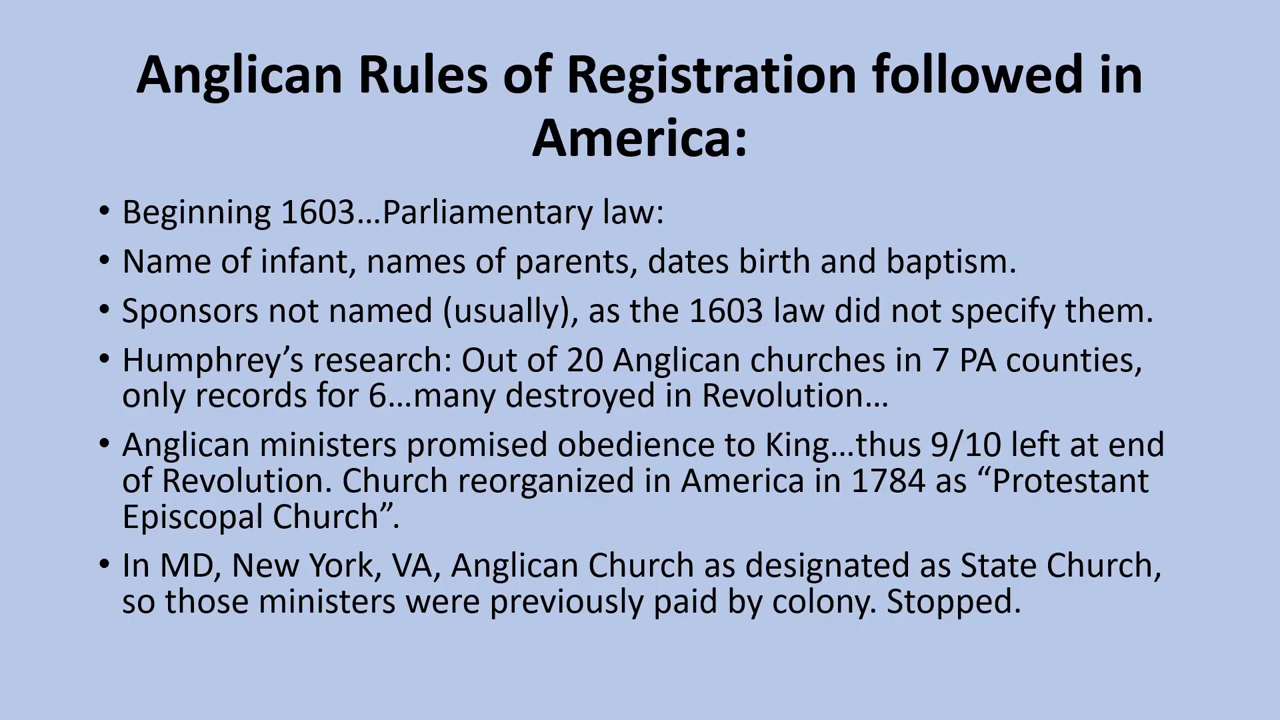 Anglican Rules of Registration followed in
America:
• Beginning 1603…Parliamentary law:
• Name of infant, names of parents, dates birth and baptism.
• Sponsors not named (usually), as the 1603 law did not specify them.
• Humphrey’s research: Out of 20 Anglican churches in 7 PA counties,
only records for 6…many destroyed in Revolution…
• Anglican ministers promised obedience to King…thus 9/10 left at end
of Revolution. Church reorganized in America in 1784 as “Protestant
Episcopal Church”.
• In MD, New York, VA, Anglican Church as designated as State Church,
so those ministers were previously paid by colony. Stopped.